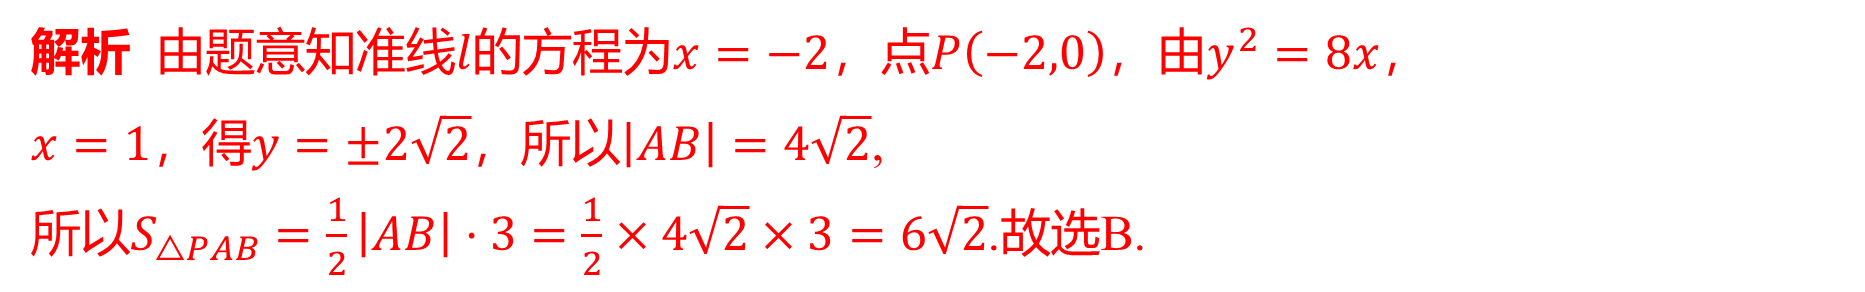 解析 由题意知准线l的方程为x = −2，点P(−2,0)，由y² = 8x，
x = 1，得y = ±2√2，所以|AB| = 4√2,
所以S△PAB = 1/2|AB| · 3 = 1/2 × 4√2 × 3 = 6√2.故选B.